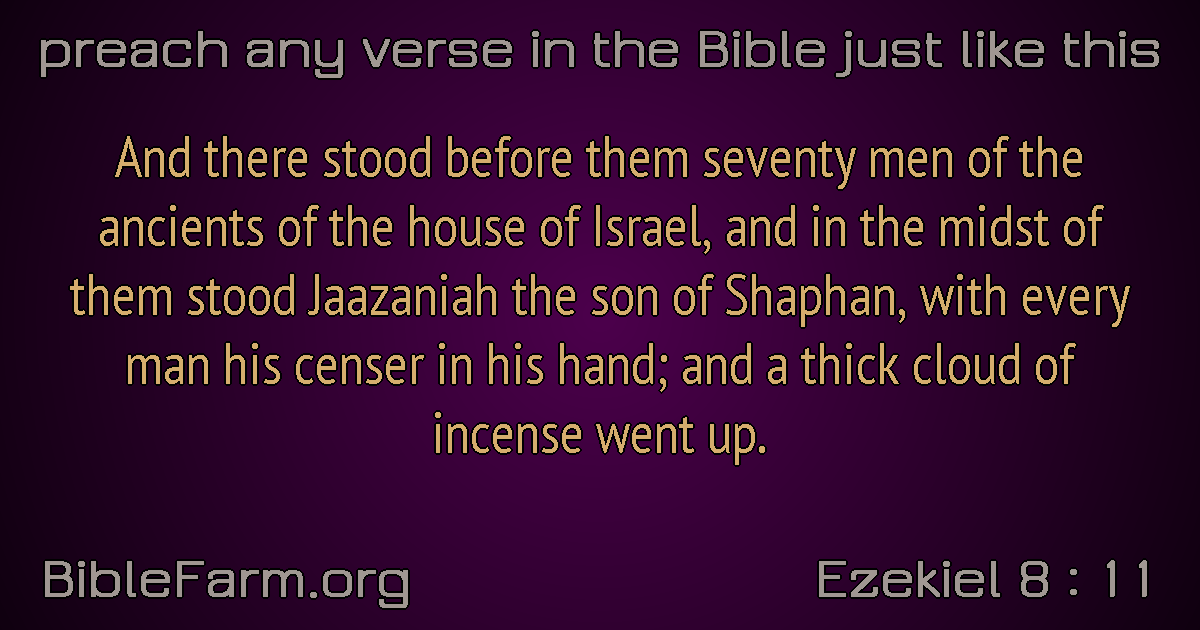 preach any verse in the Bible just like this
And there stood before them seventy men of the
ancients of the house of Israel, and in the midst of
them stood Jaazaniah the son of Shaphan, with every
man his censer in his hand; and a thick cloud of
incense went up.
BibleFarm.org
Ezekiel 8 : 11